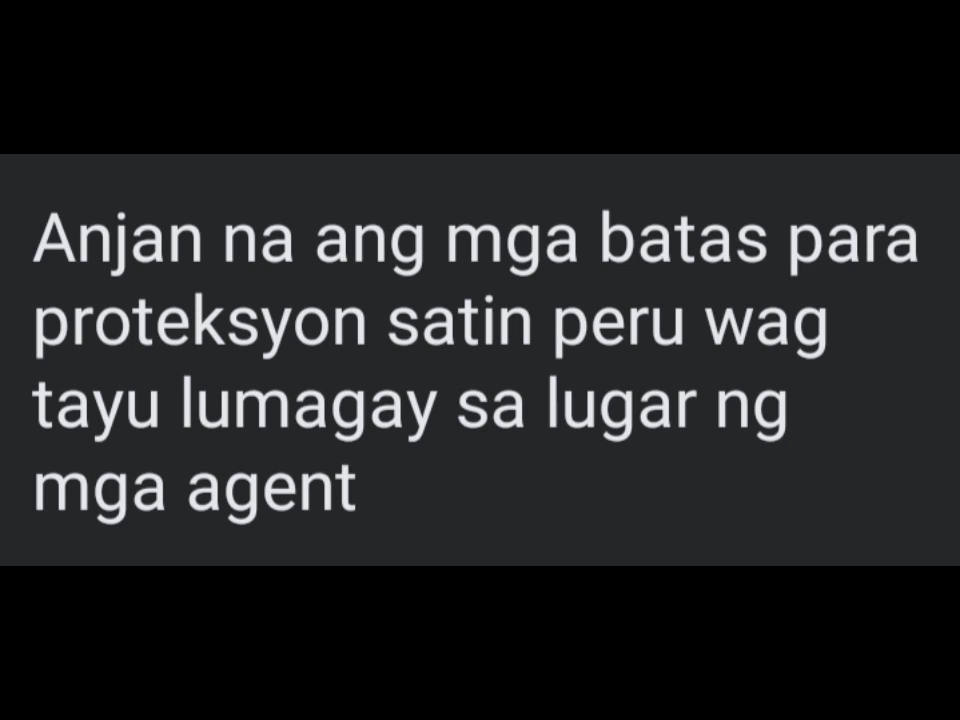 Anjan na ang mga batas para
proteksyon satin peru wag
tayu lumagay sa lugar ng
mga agent